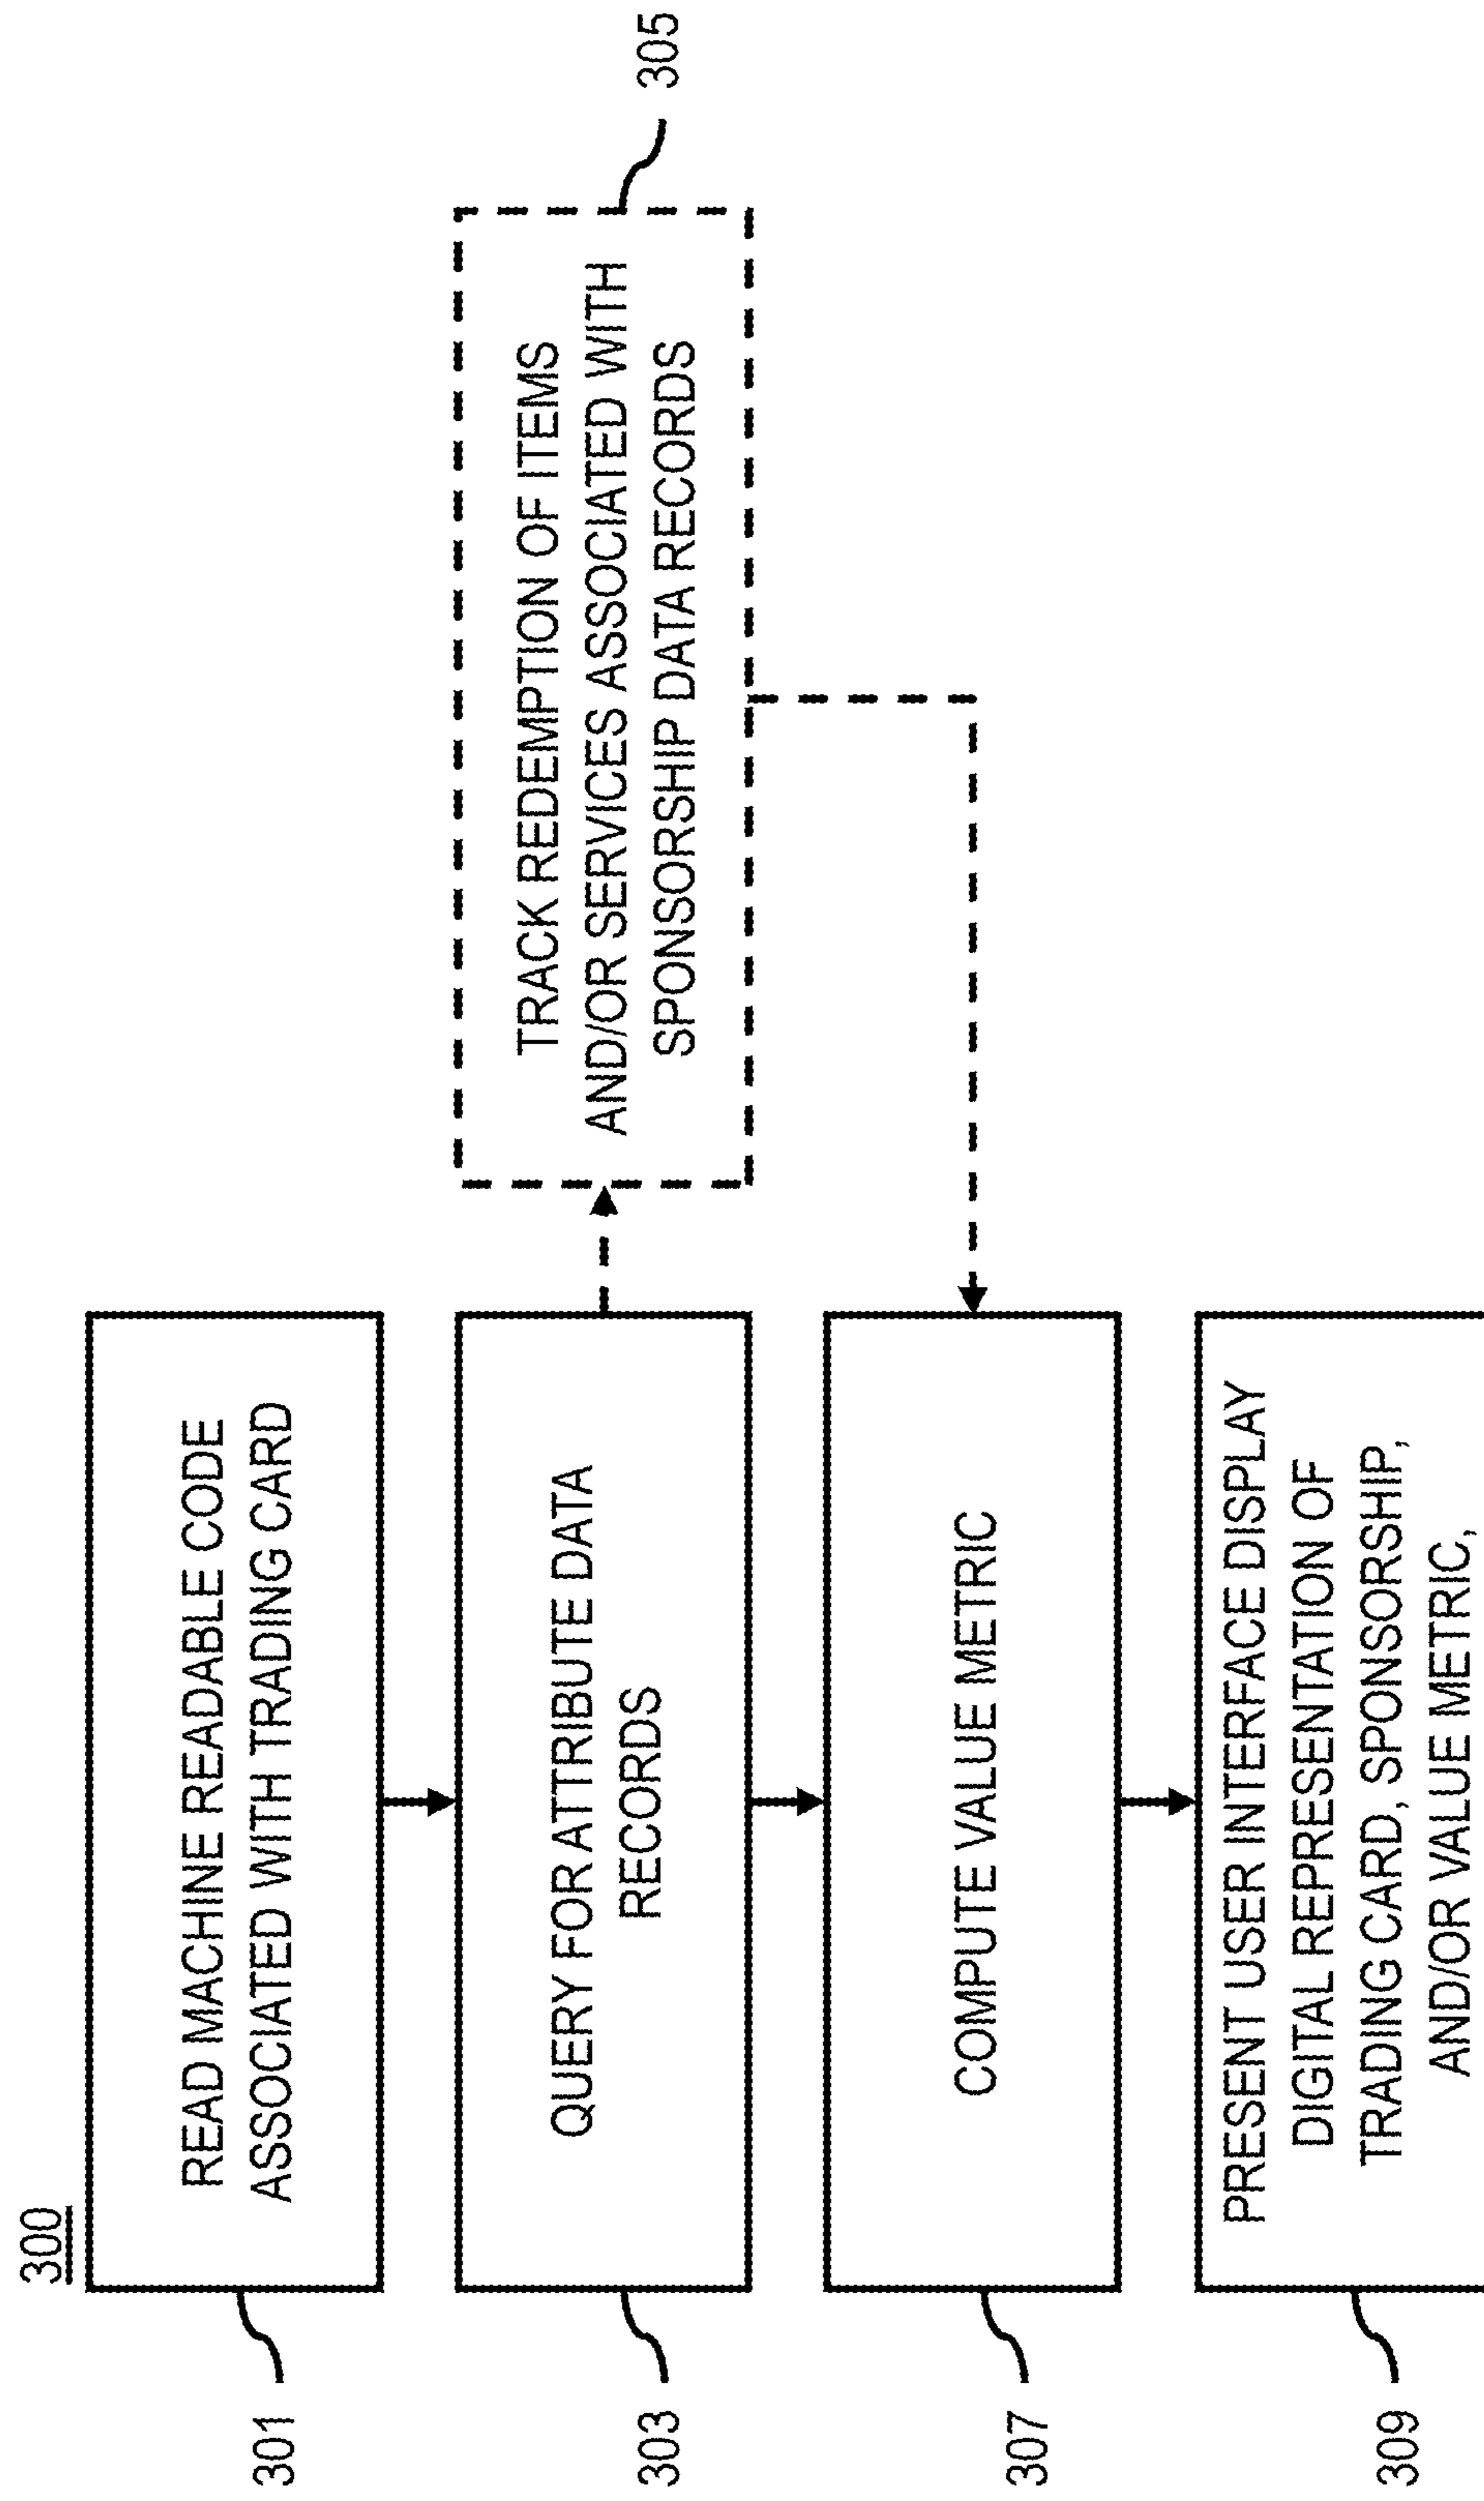 300
READ MACHINE READABLE CODE
ASSOCIATED WITH TRADING CARD
301
QUERY FOR ATTRIBUTE DATA
RECORDS
303
TRACK REDEMPTION OF ITEMS
AND/OR SERVICES ASSOCIATED WITH
SPONSORSHIP DATA RECORDS
305
COMPUTE VALUE METRIC
307
PRESENT USER INTERFACE DISPLAY
DIGITAL REPRESENTATION OF
TRADING CARD, SPONSORSHIP,
AND/OR VALUE METRIC,
309